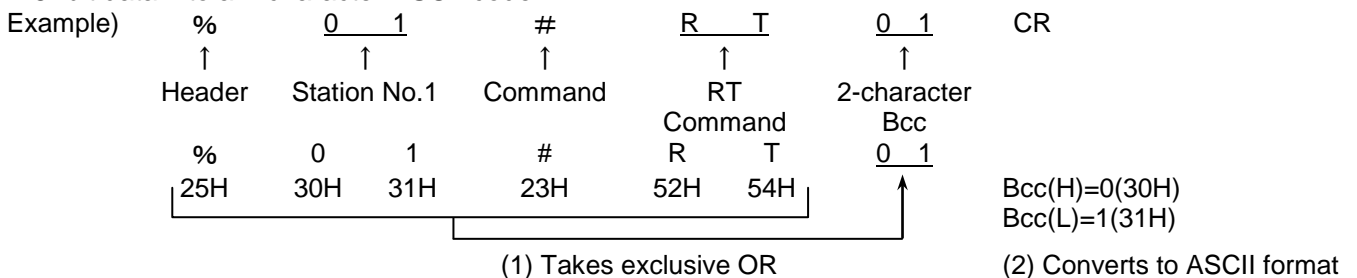 Example) % 0 1 # R T 0 1 CR
↑ ↑ ↑ ↑ ↑
Header Station No.1 Command RT 2-character
Command Bcc
% 0 1 # R T 0 1
25H 30H 31H 23H 52H 54H Bcc(H)=0(30H)
Bcc(L)=1(31H)
(1) Takes exclusive OR (2) Converts to ASCII format